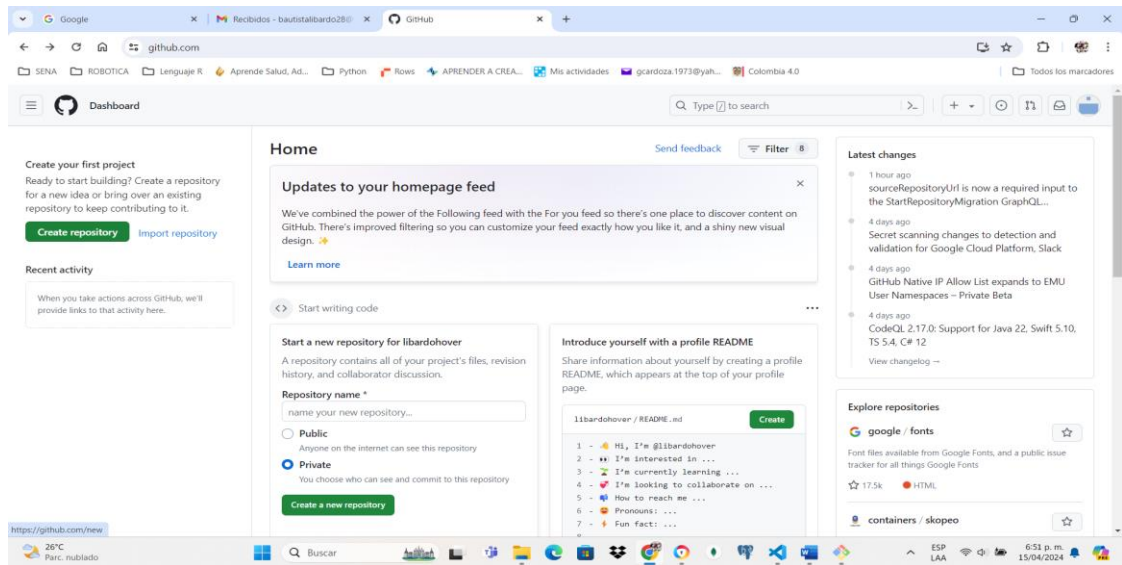 Google
Recibidos - bautistalibardo28@
GitHub
github.com
SENA
ROBOTICA
Lenguaje R
Aprende Salud, Ad...
Python
Rows
APRENDER A CREA...
Mis actividades
gcardoza.1973@yah...
Colombia 4.0
Todos los marcadores
Dashboard
Type / to search
Create your first project
Ready to start building? Create a repository
for a new idea or bring over an existing
repository to keep contributing to it.
Create repository
Import repository
Recent activity
When you take actions across GitHub, we'll
provide links to that activity here.
Home
Send feedback
Filter 8
Updates to your homepage feed
We've combined the power of the Following feed with the For you feed so there's one place to discover content on
GitHub. There's improved filtering so you can customize your feed exactly how you like it, and a shiny new visual
design. ✨
Learn more
<> Start writing code
Start a new repository for libardohover
A repository contains all of your project's files, revision
history, and collaborator discussion.
Repository name *
name your new repository...
Public
Anyone on the internet can see this repository
Private
You choose who can see and commit to this repository
Create a new repository
Introduce yourself with a profile README
Share information about yourself by creating a profile
README, which appears at the top of your profile
page.
libardohover / README.md
Create
1 - 👋 Hi, I'm @libardohover
2 - 👀 I'm interested in ...
3 - 🌱 I'm currently learning ...
4 - 💞️ I'm looking to collaborate on ...
5 - 📫 How to reach me ...
6 - 😄 Pronouns: ...
7 - ⚡ Fun fact: ...
Latest changes
1 hour ago
sourceRepositoryUrl is now a required input to
the StartRepositoryMigration GraphQL...
4 days ago
Secret scanning changes to detection and
validation for Google Cloud Platform, Slack
4 days ago
GitHub Native IP Allow List expands to EMU
User Namespaces – Private Beta
4 days ago
CodeQL 2.17.0: Support for Java 22, Swift 5.10,
TS 5.4, C# 12
View changelog →
Explore repositories
google / fonts
Font files available from Google Fonts, and a public issue
tracker for all things Google Fonts
17.5k
HTML
containers / skopeo
https://github.com/new
26°C
Parc. nublado
Buscar
ESP
LAA
6:51 p. m.
15/04/2024